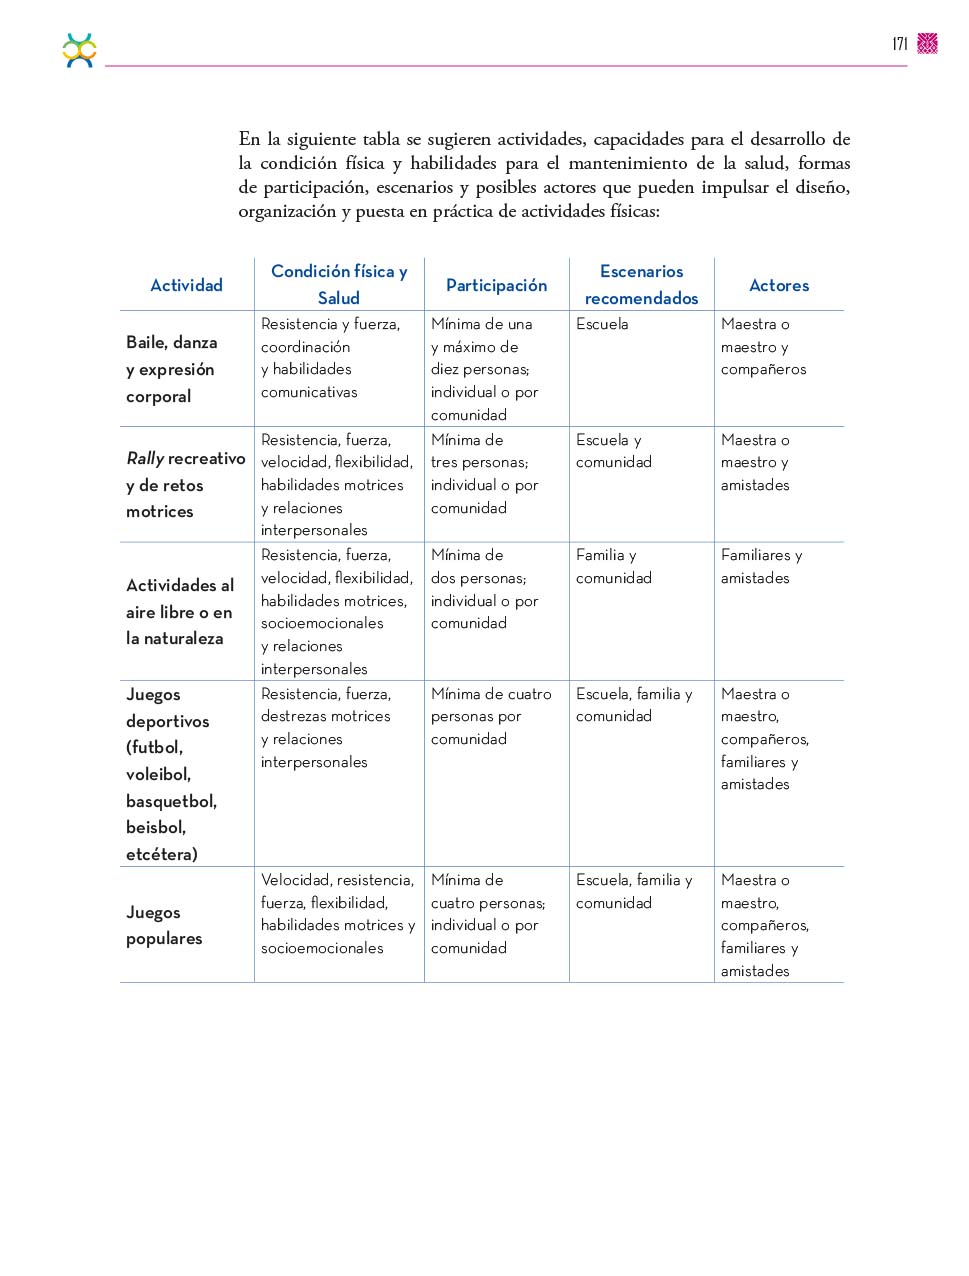 171
En la siguiente tabla se sugieren actividades, capacidades para el desarrollo de
la condición física y habilidades para el mantenimiento de la salud, formas
de participación, escenarios y posibles actores que pueden impulsar el diseño,
organización y puesta en práctica de actividades físicas:
Actividad
Condición física y
Salud
Participación
Escenarios
recomendados
Actores
Baile, danza
y expresión
corporal
Resistencia y fuerza,
coordinación
y habilidades
comunicativas
Mínima de una
y máximo de
diez personas;
individual o por
comunidad
Escuela
Maestra o
maestro y
compañeros
Rally recreativo
y de retos
motrices
Resistencia, fuerza,
velocidad, flexibilidad,
habilidades motrices
y relaciones
interpersonales
Mínima de
tres personas;
individual o por
comunidad
Escuela y
comunidad
Maestra o
maestro y
amistades
Actividades al
aire libre o en
la naturaleza
Resistencia, fuerza,
velocidad, flexibilidad,
habilidades motrices,
socioemocionales
y relaciones
interpersonales
Mínima de
dos personas;
individual o por
comunidad
Familia y
comunidad
Familiares y
amistades
Juegos
deportivos
(futbol,
voleibol,
basquetbol,
beisbol,
etcétera)
Resistencia, fuerza,
destrezas motrices
y relaciones
interpersonales
Mínima de cuatro
personas por
comunidad
Escuela, familia y
comunidad
Maestra o
maestro,
compañeros,
familiares y
amistades
Juegos
populares
Velocidad, resistencia,
fuerza, flexibilidad,
habilidades motrices y
socioemocionales
Mínima de
cuatro personas;
individual o por
comunidad
Escuela, familia y
comunidad
Maestra o
maestro,
compañeros,
familiares y
amistades